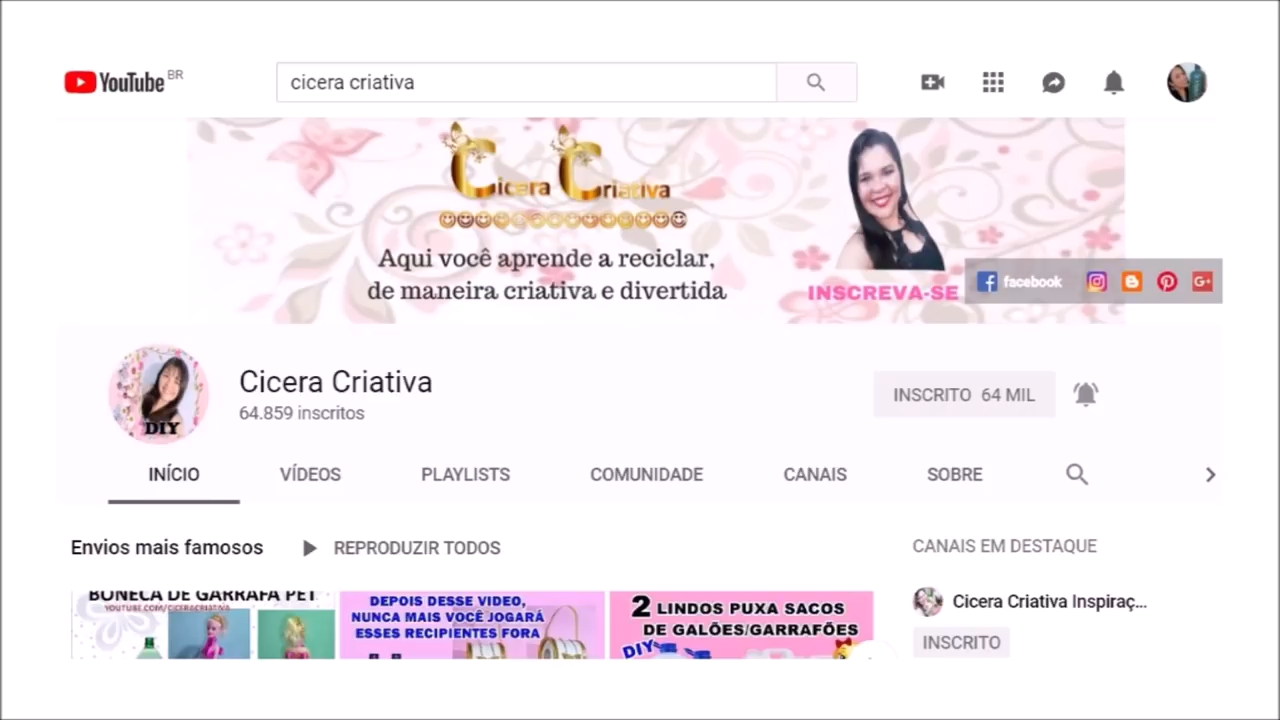 YouTube BR
cicera criativa
Cicera Criativa
Aqui você aprende a reciclar,
de maneira criativa e divertida
INSCREVA-SE
facebook
G+
DIY
Cicera Criativa
64.859 inscritos
INSCRITO 64 MIL
INÍCIO
VÍDEOS
PLAYLISTS
COMUNIDADE
CANAIS
SOBRE
Envios mais famosos
REPRODUZIR TODOS
CANAIS EM DESTAQUE
BONECA DE GARRAFA PET
YOUTUBE.COM/CICERACRIATIVA
DEPOIS DESSE VIDEO,
NUNCA MAIS VOCÊ JOGARÁ
ESSES RECIPIENTES FORA
2 LINDOS PUXA SACOS
DE GALÕES/GARRAFÕES
DIY
Cicera Criativa Inspiraç...
INSCRITO